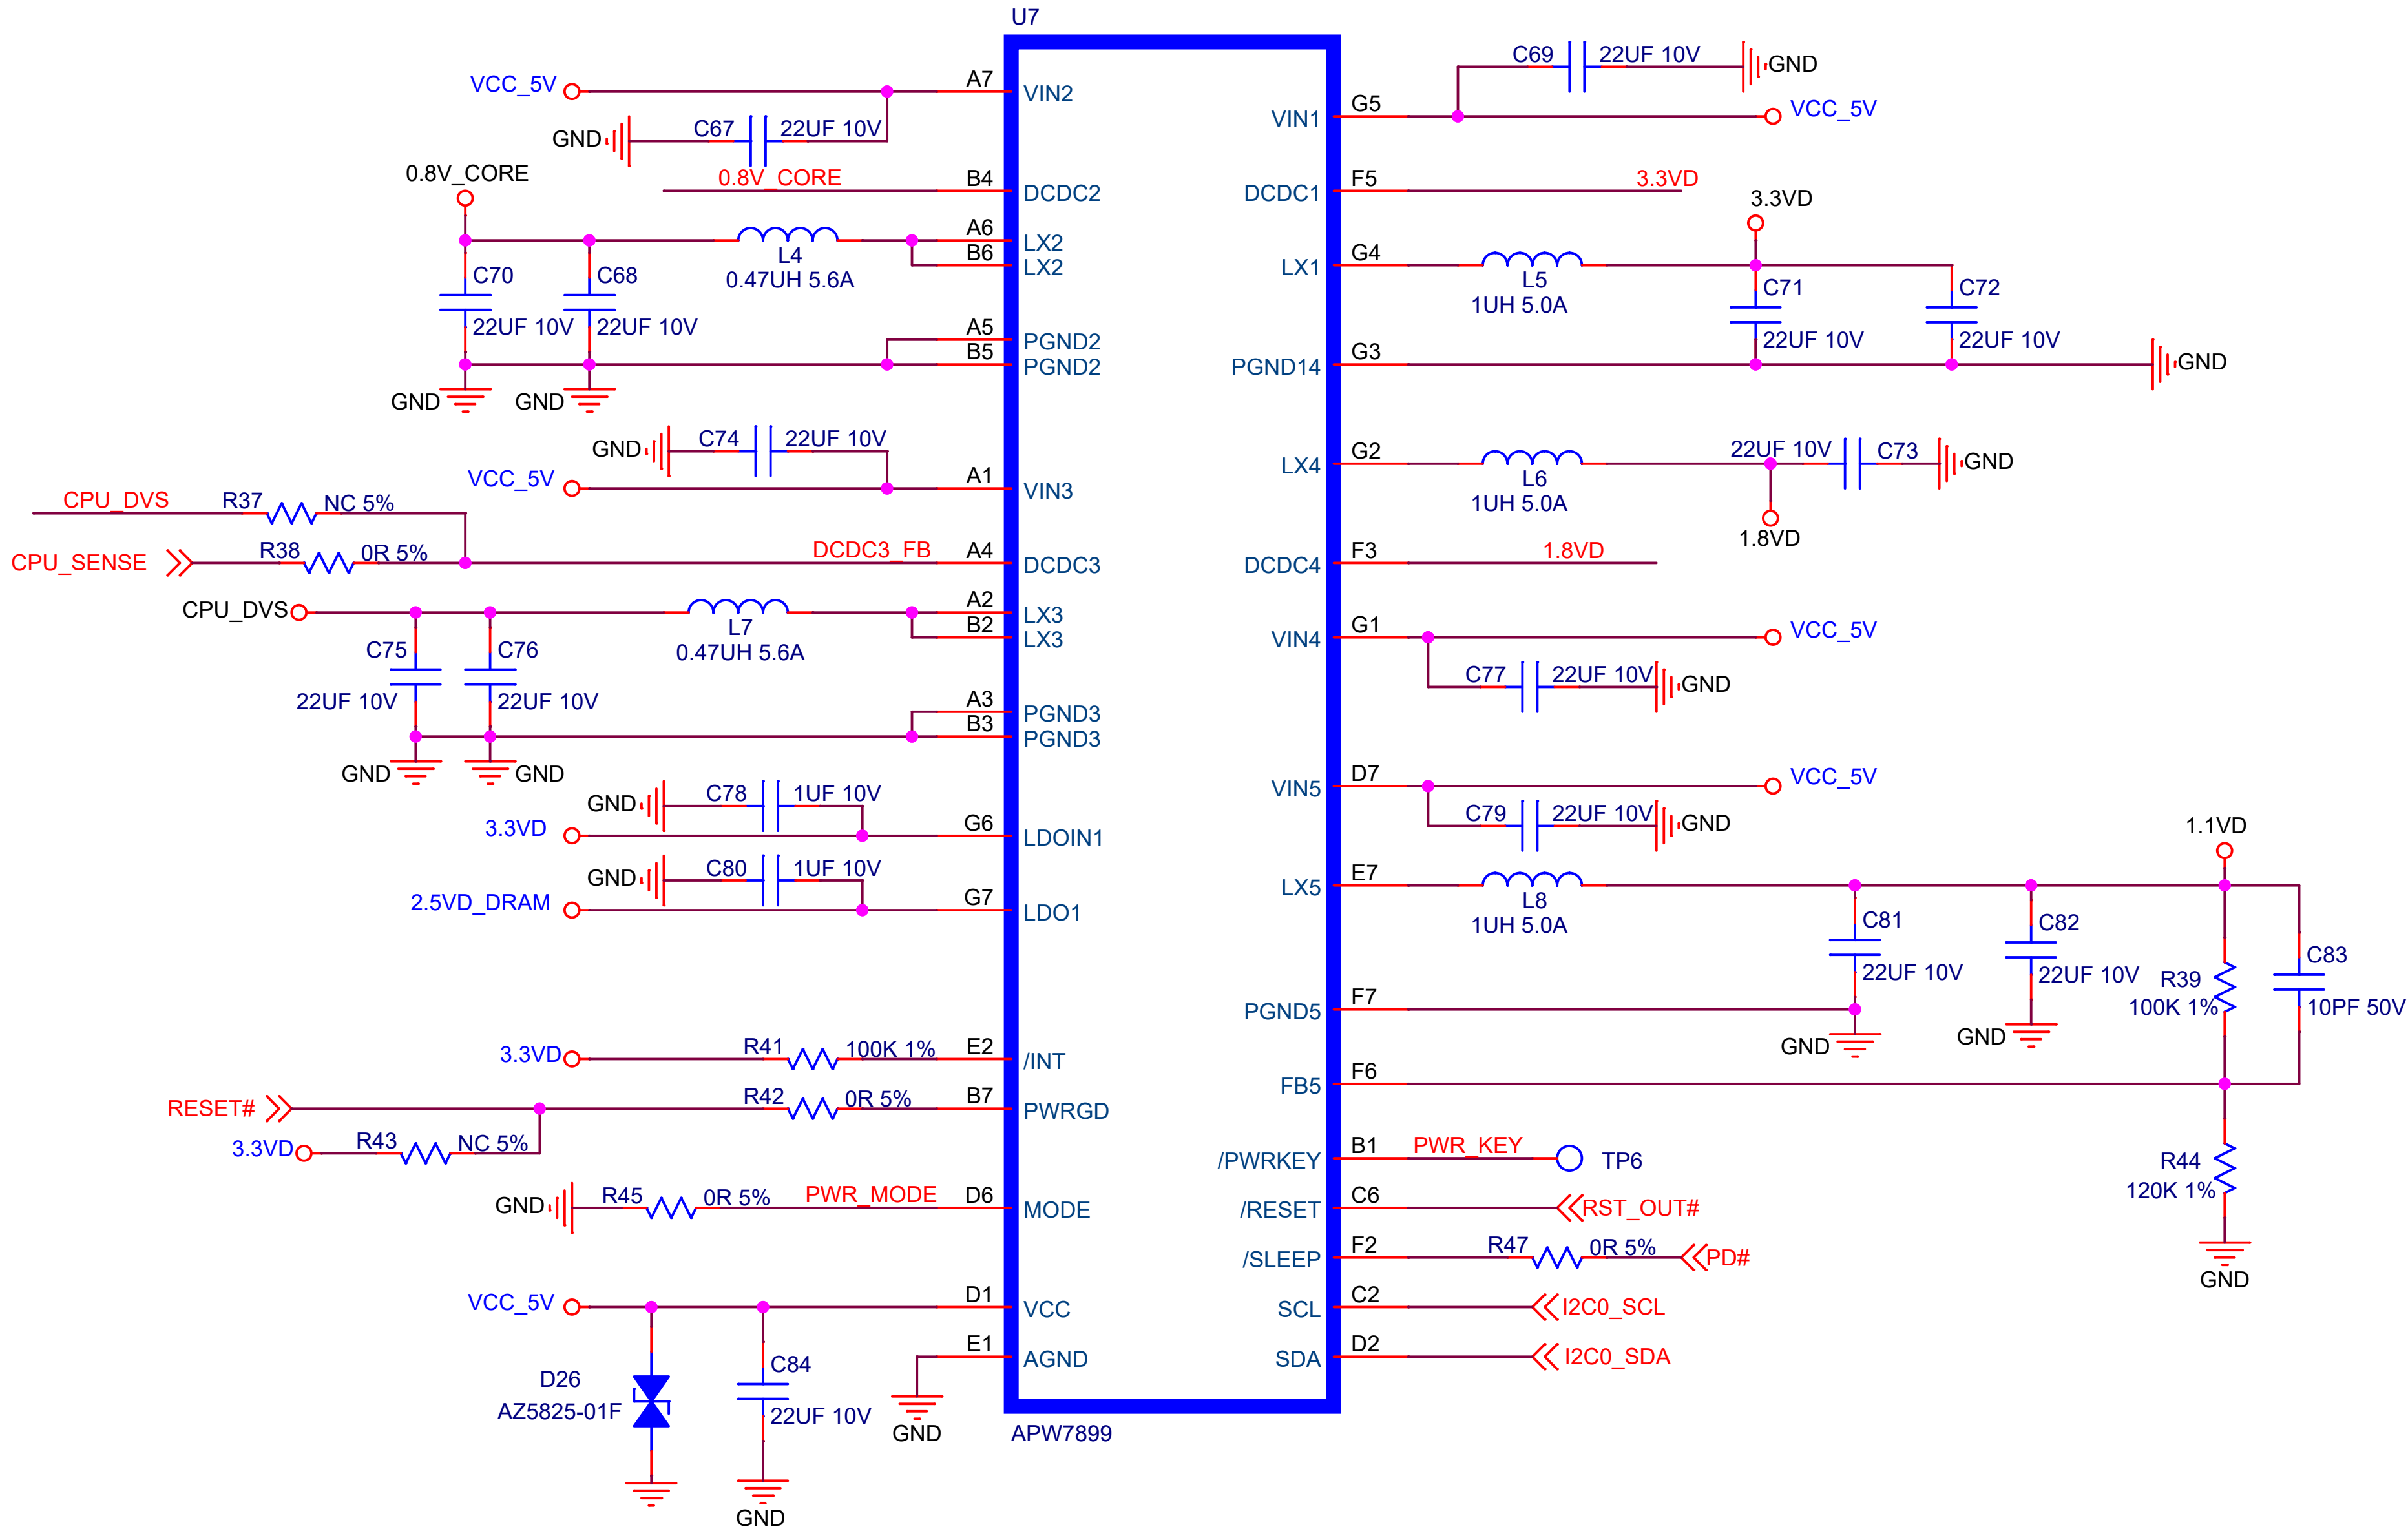 U7
VCC_5V
A7
VIN2
GND
C67
22UF 10V
0.8V_CORE
0.8V_CORE
B4
DCDC2
A6
LX2
B6
LX2
L4
0.47UH 5.6A
C70
22UF 10V
C68
22UF 10V
A5
PGND2
B5
PGND2
GND
GND
GND
C74
22UF 10V
VCC_5V
A1
VIN3
CPU_DVS
R37
NC 5%
CPU_SENSE
R38
0R 5%
DCDC3_FB
A4
DCDC3
CPU_DVS
A2
LX3
B2
LX3
L7
0.47UH 5.6A
C75
22UF 10V
C76
22UF 10V
A3
PGND3
B3
PGND3
GND
GND
GND
C78
1UF 10V
3.3VD
G6
LDOIN1
GND
C80
1UF 10V
2.5VD_DRAM
G7
LDO1
3.3VD
R41
100K 1%
E2
/INT
RESET#
R42
0R 5%
B7
PWRGD
3.3VD
R43
NC 5%
GND
R45
0R 5%
PWR_MODE
D6
MODE
VCC_5V
D1
VCC
E1
AGND
D26
AZ5825-01F
C84
22UF 10V
GND
GND
APW7899
C69
22UF 10V
GND
VIN1
G5
VCC_5V
DCDC1
F5
3.3VD
3.3VD
LX1
G4
L5
1UH 5.0A
C71
22UF 10V
C72
22UF 10V
PGND14
G3
GND
LX4
G2
L6
1UH 5.0A
22UF 10V
C73
GND
1.8VD
DCDC4
F3
1.8VD
VIN4
G1
VCC_5V
C77
22UF 10V
GND
VIN5
D7
VCC_5V
C79
22UF 10V
GND
1.1VD
LX5
E7
L8
1UH 5.0A
C81
22UF 10V
C82
22UF 10V
R39
100K 1%
C83
10PF 50V
PGND5
F7
GND
GND
FB5
F6
R44
120K 1%
GND
/PWRKEY
B1
PWR_KEY
TP6
/RESET
C6
RST_OUT#
/SLEEP
F2
R47
0R 5%
PD#
SCL
C2
I2C0_SCL
SDA
D2
I2C0_SDA